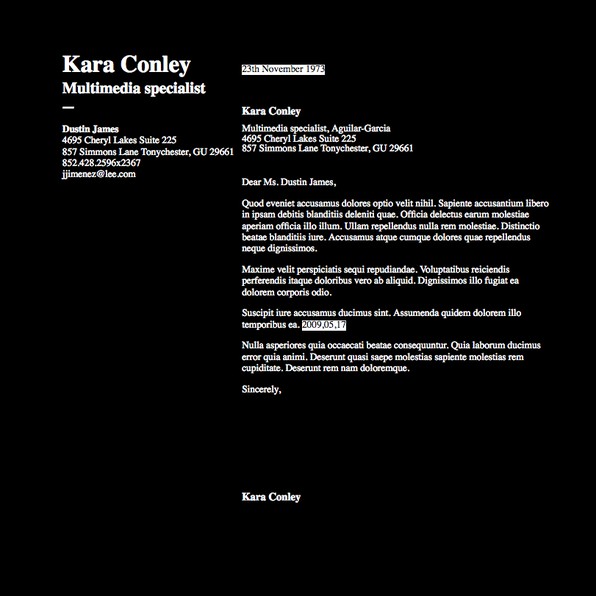 Kara Conley
Multimedia specialist
Dustin James
4695 Cheryl Lakes Suite 225
857 Simmons Lane Tonychester, GU 29661
852.428.2596x2367
jjimenez@lee.com
23th November 1973
Kara Conley
Multimedia specialist, Aguilar-Garcia
4695 Cheryl Lakes Suite 225
857 Simmons Lane Tonychester, GU 29661
Dear Ms. Dustin James,
Quod eveniet accusamus dolores optio velit nihil. Sapiente accusantium libero
in ipsam debitis blanditiis deleniti quae. Officia delectus earum molestiae
aperiam officia illo illum. Ullam repellendus nulla rem molestiae. Distinctio
beatae blanditiis iure. Accusamus atque cumque dolores quae repellendus
neque dignissimos.
Maxime velit perspiciatis sequi repudiandae. Voluptatibus reiciendis
perferendis itaque doloribus vero ab aliquid. Dignissimos illo fugiat ea
dolorem corporis odio.
Suscipit iure accusamus ducimus sint. Assumenda quidem dolorem illo
temporibus ea. 2009,05,17
Nulla asperiores quia occaecati beatae consequuntur. Quia laborum ducimus
error quia animi. Deserunt quasi saepe molestias sapiente molestias rem
cupiditate. Deserunt rem nam doloremque.
Sincerely,
Kara Conley